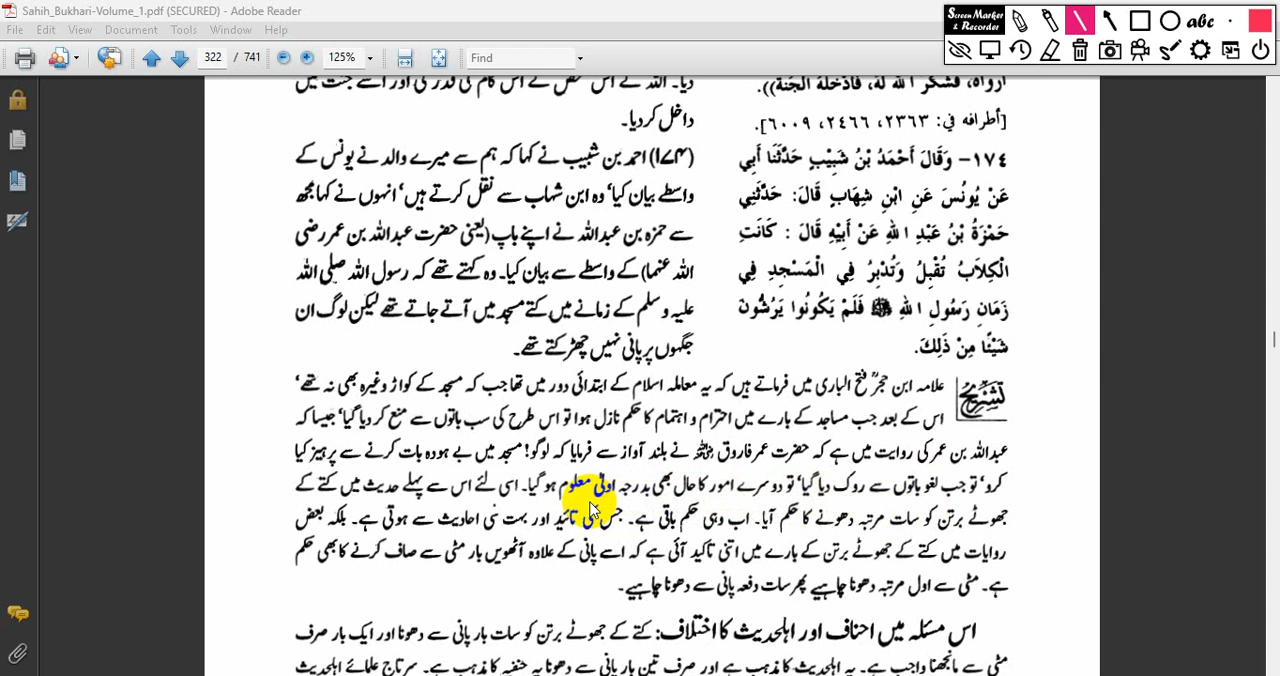 Sahih_Bukhari-Volume_1.pdf (SECURED) - Adobe Reader
File Edit View Document Tools Window Help
322 / 741 125% Find
Screen Marker & Recorder
abc
أَرْوَاهُ، فَشَكَرَ اللهُ لَهُ، فَأَدْخَلَهُ الْجَنَّةَ)).
[أطرافه في: ٢٣٦٣، ٢٤٦٦، ٦٠٠٩].
١٧٤- وَقَالَ أَحْمَدُ بْنُ شَبِيْبٍ حَدَّثَنَا أَبِي
عَنْ يُونُسَ عَنِ ابْنِ شِهَابٍ قَالَ: حَدَّثَنِي
حَمْزَةُ بْنُ عَبْدِ اللهِ عَنْ أَبِيْهِ قَالَ : كَانَتِ
الْكِلَابُ تُقْبِلُ وَتُدْبِرُ فِي الْمَسْجِدِ فِي
زَمَانِ رَسُولِ اللهِ ﷺ فَلَمْ يَكُونُوا يَرُشُّونَ
شَيْئًا مِنْ ذَلِكَ.
دیا۔ اللہ نے اس شخص کے اس کام کی قدر کی اور اسے جنت میں
داخل کر دیا۔
(۱۷۴) احمد بن شبیب نے کہا کہ ہم سے میرے والد نے یونس کے
واسطے بیان کیا‘ وہ ابن شہاب سے نقل کرتے ہیں‘ انہوں نے کہا مجھ
سے حمزہ بن عبداللہ نے اپنے باپ (یعنی حضرت عبداللہ بن عمر رضی
اللہ عنہما) کے واسطے سے بیان کیا۔ وہ کہتے تھے کہ رسول اللہ صلی اللہ
علیہ و سلم کے زمانے میں کتے مسجد میں آتے جاتے تھے لیکن لوگ ان
جگہوں پر پانی نہیں چھڑکتے تھے۔
تشریح
علامہ ابن حجرؒ فتح الباری میں فرماتے ہیں کہ یہ معاملہ اسلام کے ابتدائی دور میں تھا جب کہ مسجد کے کواڑ وغیرہ بھی نہ تھے‘
اس کے بعد جب مساجد کے بارے میں احترام و اہتمام کا حکم نازل ہوا تو اس طرح کی سب باتوں سے منع کر دیا گیا‘ جیسا کہ
عبداللہ بن عمر کی روایت میں ہے کہ حضرت عمر فاروق رضی اللہ عنہ نے بلند آواز سے فرمایا کہ لوگو! مسجد میں بے ہودہ بات کرنے سے پرہیز کیا
کرو‘ تو جب لغو باتوں سے روک دیا گیا‘ تو دوسرے امور کا حال بھی بدرجہ اولیٰ معلوم ہو گیا۔ اسی لئے اس سے پہلے حدیث میں کتے کے
جھوٹے برتن کو سات مرتبہ دھونے کا حکم آیا۔ اب وہی حکم باقی ہے۔ جس کی تائید اور بہت سی احادیث سے ہوتی ہے۔ بلکہ بعض
روایات میں کتے کے جھوٹے برتن کے بارے میں اتنی تاکید آئی ہے کہ اسے پانی کے علاوہ آٹھویں بار مٹی سے صاف کرنے کا بھی حکم
ہے۔ مٹی سے اول مرتبہ دھونا چاہیے پھر سات دفعہ پانی سے دھونا چاہیے۔
اس مسئلہ میں احناف اور اہلحدیث کا اختلاف: کتے کے جھوٹے برتن کو سات بار پانی سے دھونا اور ایک بار صرف
مٹی سے مانجھنا واجب ہے۔ یہ اہلحدیث کا مذہب ہے اور صرف تین بار پانی سے دھونا یہ حنفیہ کا مذہب ہے۔ سرتاج علمائے اہلحدیث